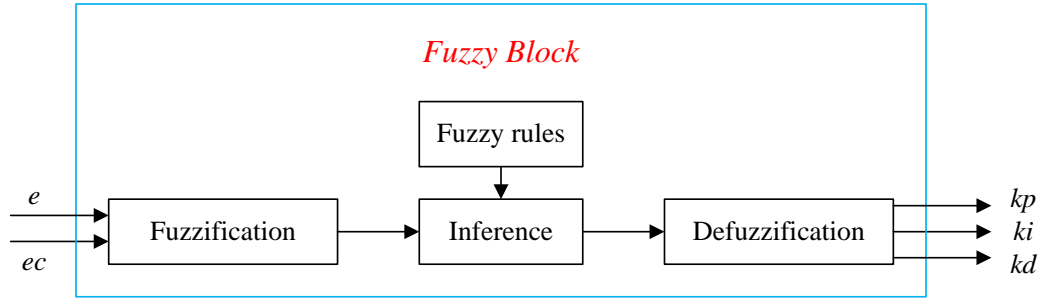 Fuzzy Block
Fuzzy rules
e
ec
Fuzzification
Inference
Defuzzification
kp
ki
kd